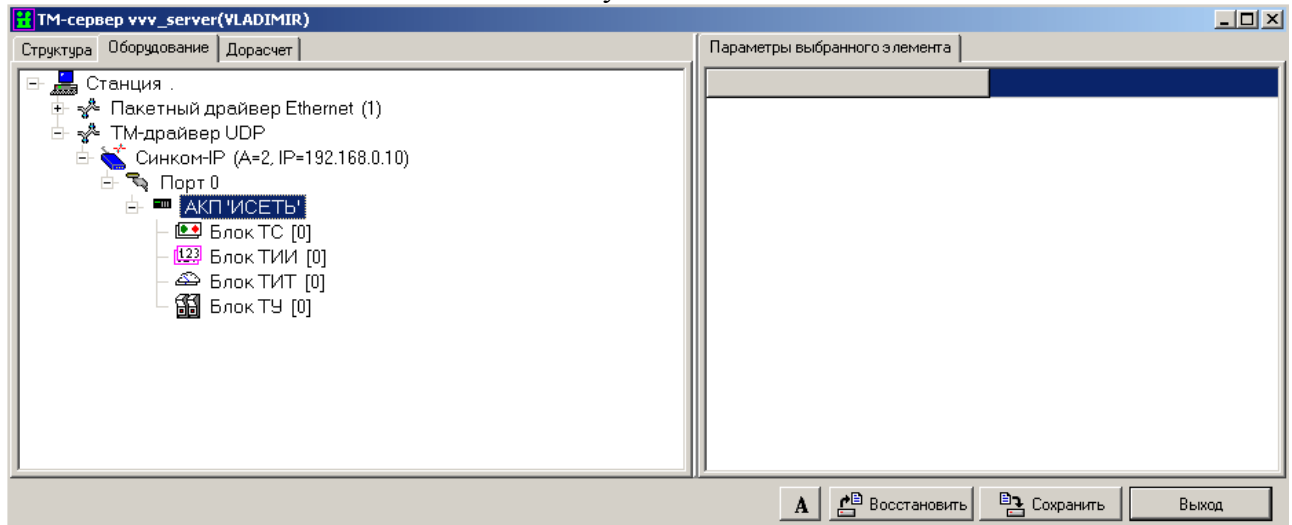 ТМ-сервер vvv_server(VLADIMIR)
Структура Оборудование Дорасчет
Параметры выбранного элемента
Станция .
Пакетный драйвер Ethernet (1)
ТМ-драйвер UDP
Синком-IP (A=2, IP=192.168.0.10)
Порт 0
АКП 'ИСЕТЬ'
Блок ТС [0]
123 Блок ТИИ [0]
Блок ТИТ [0]
Блок ТУ [0]
A Восстановить Сохранить Выход